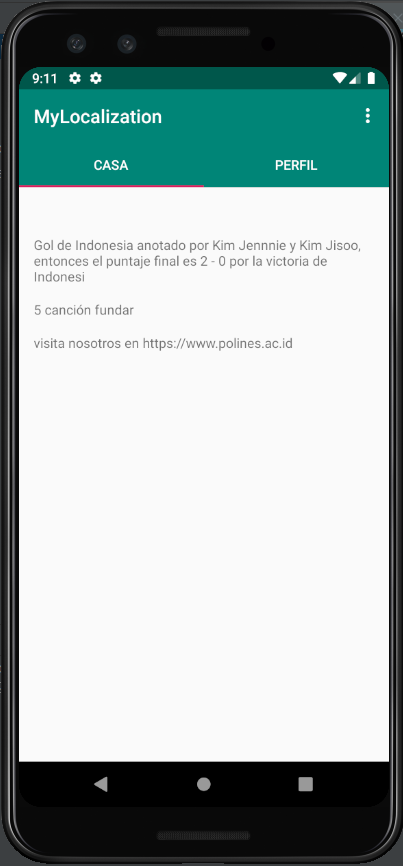 9:11
MyLocalization
CASA PERFIL
Gol de Indonesia anotado por Kim Jennnie y Kim Jisoo,
entonces el puntaje final es 2 - 0 por la victoria de
Indonesi
5 canción fundar
visita nosotros en https://www.polines.ac.id